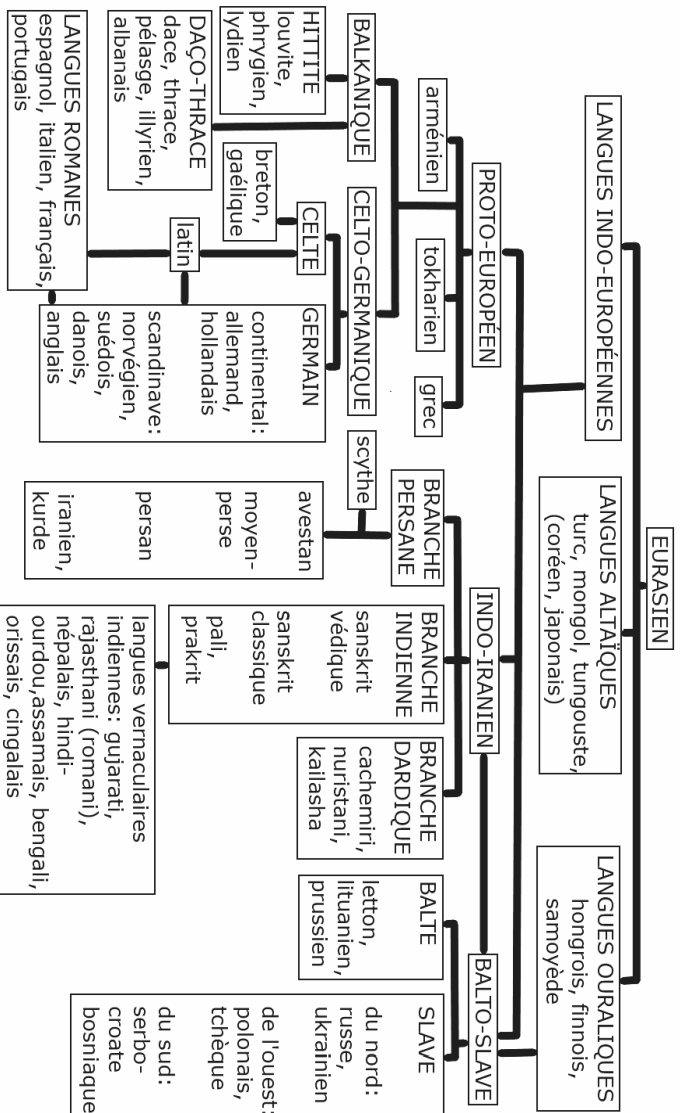 EURASIEN
LANGUES INDO-EUROPÉENNES
LANGUES ALTAÏQUES
turc, mongol, tungouste,
(coréen, japonais)
LANGUES OURALIQUES
hongrois, finnois,
samoyède
PROTO-EUROPÉEN
INDO-IRANIEN
BALTO-SLAVE
arménien
tokharien
grec
BALKANIQUE
CELTO-GERMANIQUE
HITTITE
louvite,
phrygien,
lydien
DAÇO-THRACE
dace, thrace,
pélasge, illyrien,
albanais
CELTE
breton,
gaélique
latin
LANGUES ROMANES
espagnol, italien, français,
portugais
GERMAIN
continental:
allemand,
hollandais
scandinave:
norvégien,
suédois,
danois,
anglais
BRANCHE
PERSANE
scythe
avestan
moyen-
perse
persan
iranien,
kurde
BRANCHE
INDIENNE
sanskrit
védique
sanskrit
classique
pali,
prakrit
langues vernaculaires
indiennes: gujarati,
rajasthani (romani),
népalais, hindi-
ourdou,assamais, bengali,
orissais, cingalais
BRANCHE
DARDIQUE
cachemiri,
nuristani,
kailasha
BALTE
letton,
lituanien,
prussien
SLAVE
du nord:
russe,
ukrainien
de l'ouest:
polonais,
tchèque
du sud:
serbo-
croate
bosniaque